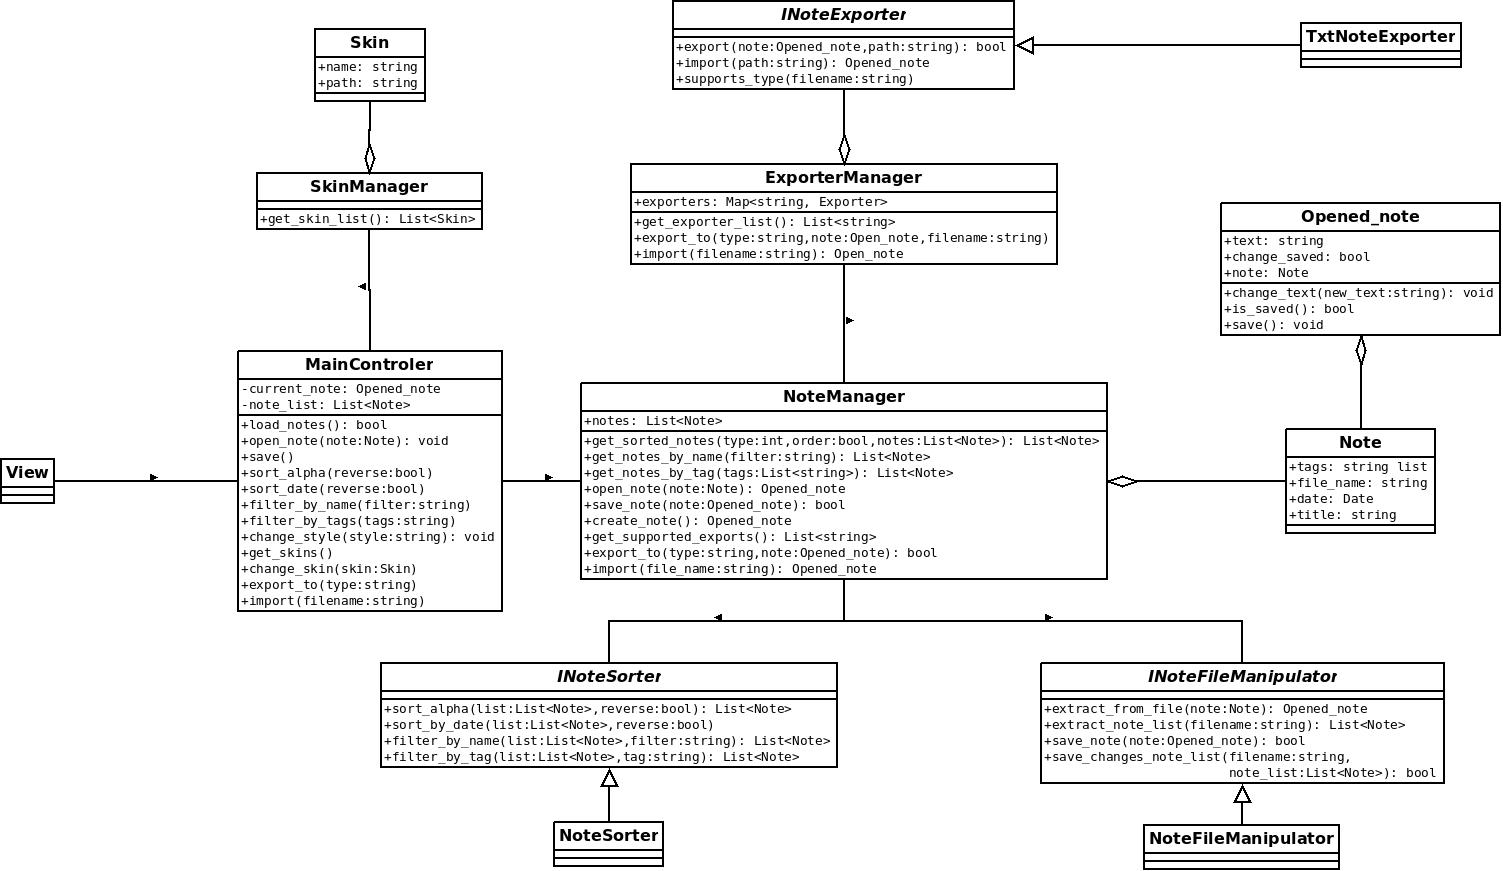 INoteExporter
+export(note:Opened_note,path:string): bool
+import(path:string): Opened_note
+supports_type(filename:string)
TxtNoteExporter
Skin
+name: string
+path: string
SkinManager
+get_skin_list(): List<Skin>
ExporterManager
+exporters: Map<string, Exporter>
+get_exporter_list(): List<string>
+export_to(type:string,note:Open_note,filename:string)
+import(filename:string): Open_note
Opened_note
+text: string
+change_saved: bool
+note: Note
+change_text(new_text:string): void
+is_saved(): bool
+save(): void
View
MainControler
-current_note: Opened_note
-note_list: List<Note>
+load_notes(): bool
+open_note(note:Note): void
+save()
+sort_alpha(reverse:bool)
+sort_date(reverse:bool)
+filter_by_name(filter:string)
+filter_by_tags(tags:string)
+change_style(style:string): void
+get_skins()
+change_skin(skin:Skin)
+export_to(type:string)
+import(filename:string)
NoteManager
+notes: List<Note>
+get_sorted_notes(type:int,order:bool,notes:List<Note>): List<Note>
+get_notes_by_name(filter:string): List<Note>
+get_notes_by_tag(tags:List<string>): List<Note>
+open_note(note:Note): Opened_note
+save_note(note:Opened_note): bool
+create_note(): Opened_note
+get_supported_exports(): List<string>
+export_to(type:string,note:Opened_note): bool
+import(file_name:string): Opened_note
Note
+tags: string list
+file_name: string
+date: Date
+title: string
INoteSorter
+sort_alpha(list:List<Note>,reverse:bool): List<Note>
+sort_by_date(list:List<Note>,reverse:bool)
+filter_by_name(list:List<Note>,filter:string): List<Note>
+filter_by_tag(list:List<Note>,tag:string): List<Note>
INoteFileManipulator
+extract_from_file(note:Note): Opened_note
+extract_note_list(filename:string): List<Note>
+save_note(note:Opened_note): bool
+save_changes_note_list(filename:string,
note_list:List<Note>): bool
NoteSorter
NoteFileManipulator